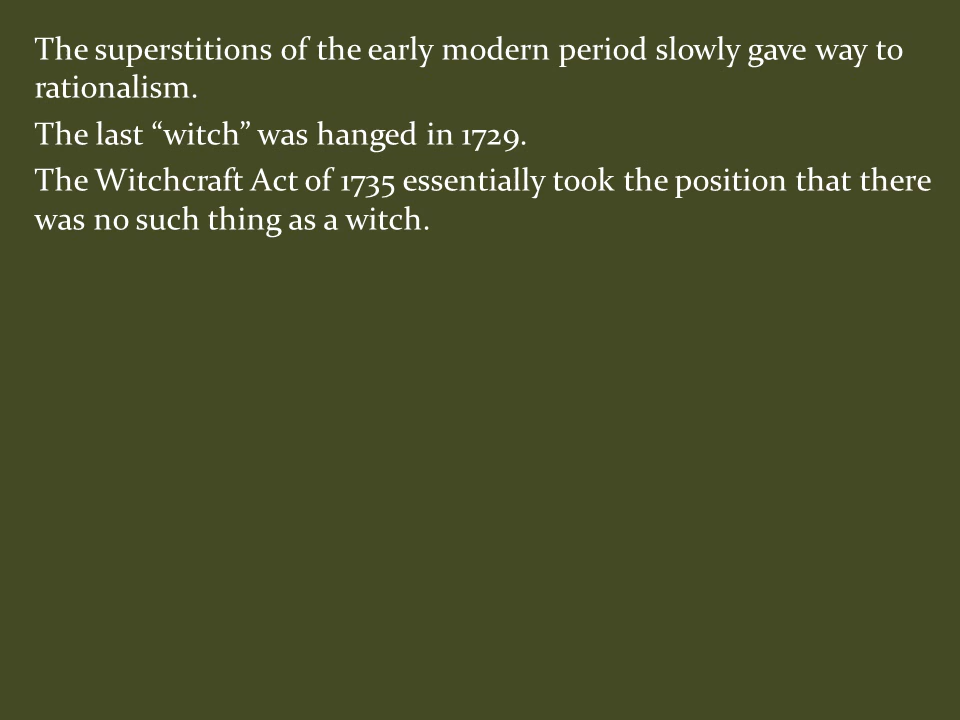 The superstitions of the early modern period slowly gave way to
rationalism.
The last “witch” was hanged in 1729.
The Witchcraft Act of 1735 essentially took the position that there
was no such thing as a witch.